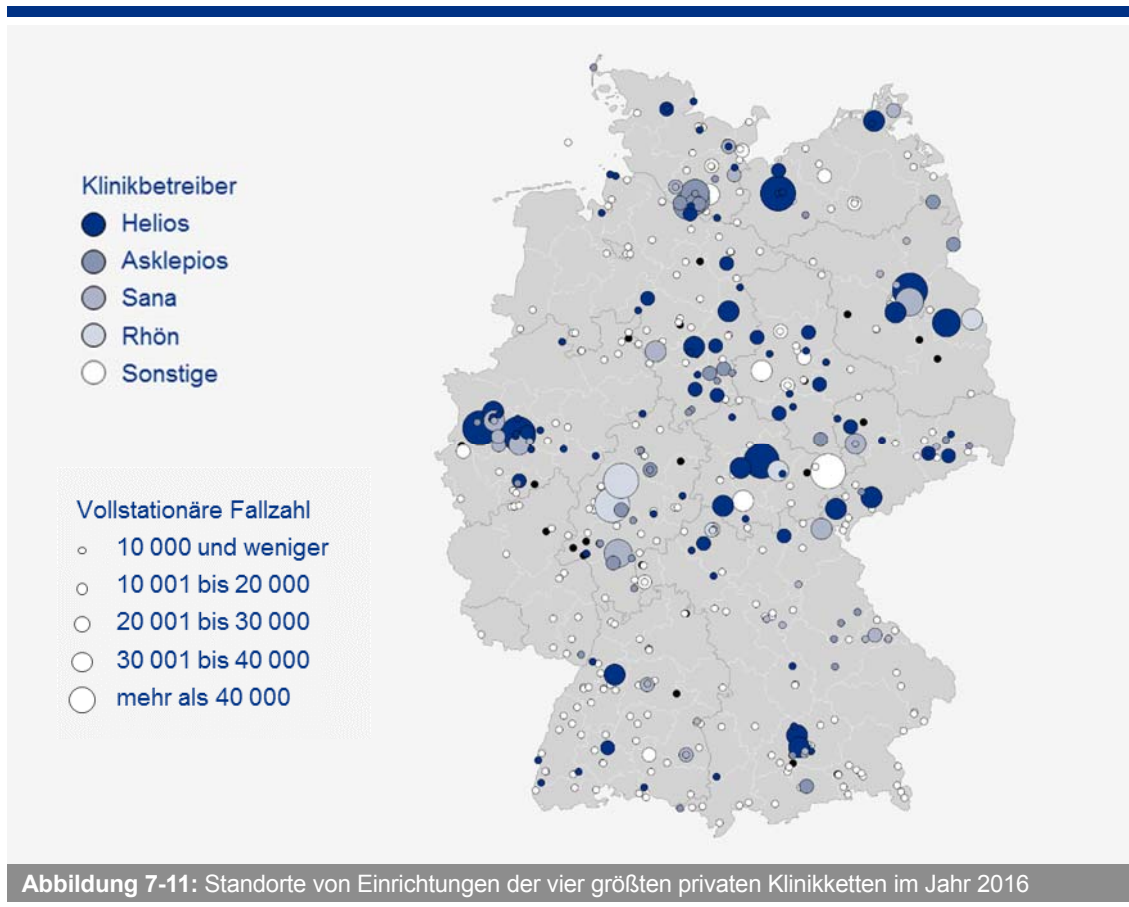 Klinikbetreiber
Helios
Asklepios
Sana
Rhön
Sonstige
Vollstationäre Fallzahl
10 000 und weniger
10 001 bis 20 000
20 001 bis 30 000
30 001 bis 40 000
mehr als 40 000
Abbildung 7-11: Standorte von Einrichtungen der vier größten privaten Klinikketten im Jahr 2016